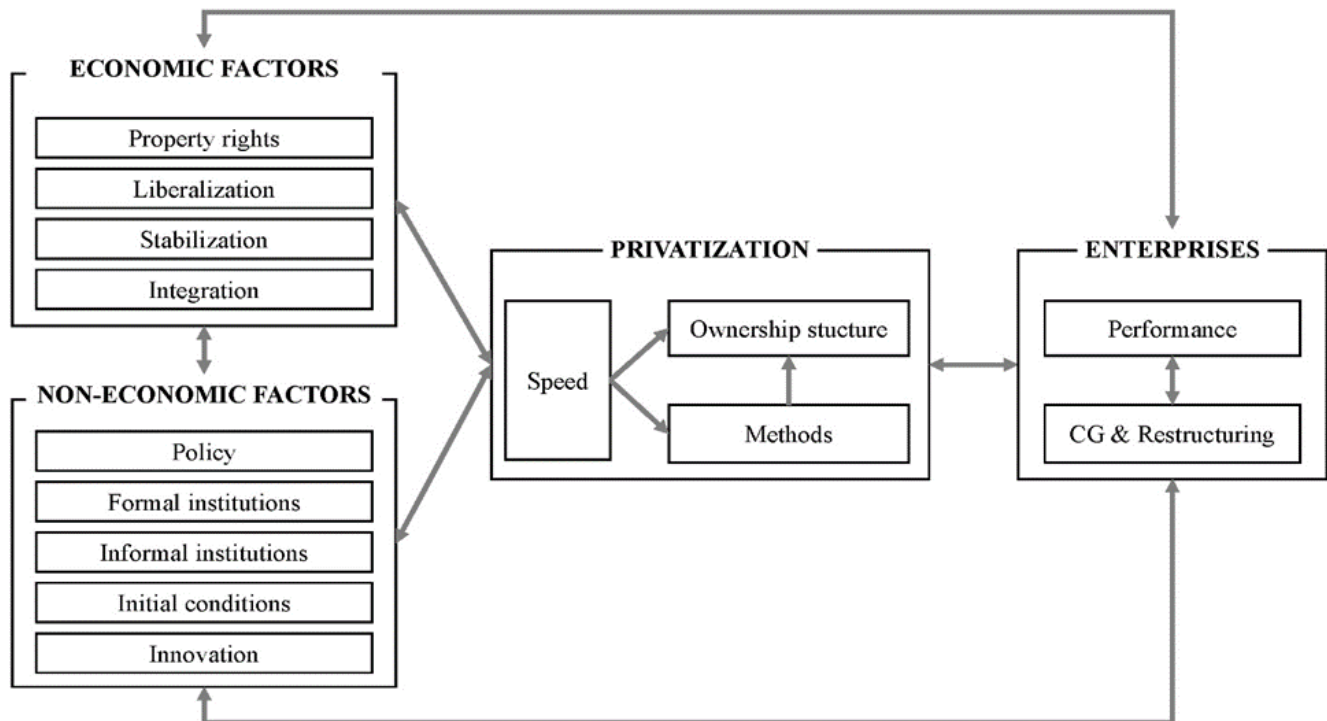 ECONOMIC FACTORS
Property rights
Liberalization
Stabilization
Integration
NON-ECONOMIC FACTORS
Policy
Formal institutions
Informal institutions
Initial conditions
Innovation
PRIVATIZATION
Speed
Ownership stucture
Methods
ENTERPRISES
Performance
CG & Restructuring